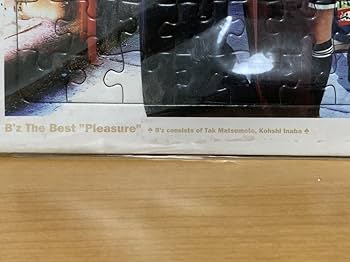 B'z The Best "Pleasure" ♣ B'z consists of Tak Matsumoto, Kohshi Inaba ♣